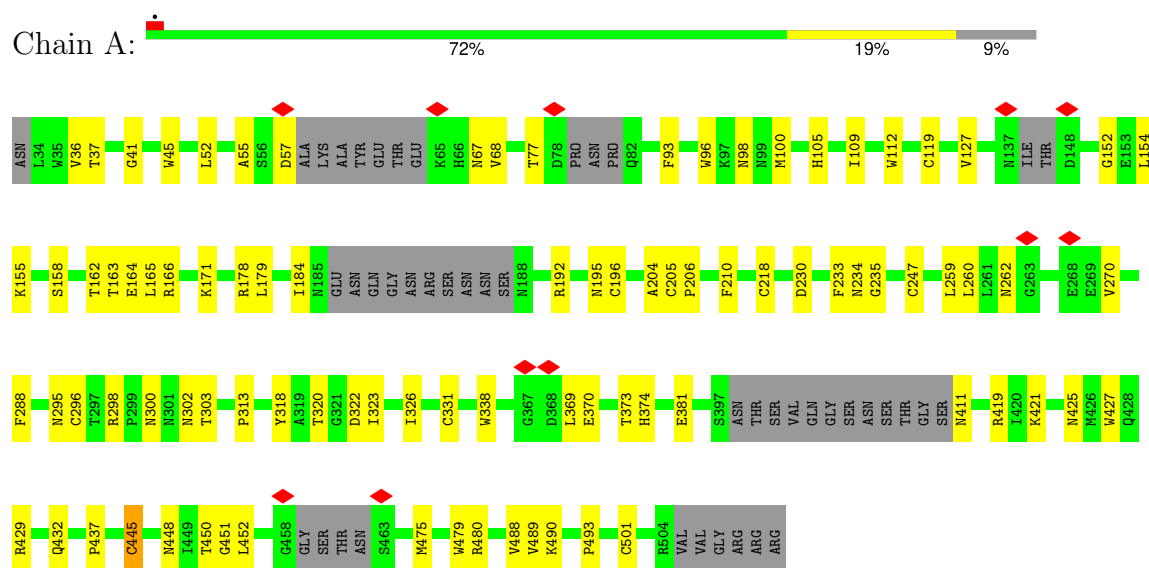 Chain A:
72% 19% 9%
ASN L34 W35 V36 T37 G41 W45 L52 A55 S56 D57 ALA LYS ALA TYR GLU THR GLU K65 H66 N67 V68 T77 D78 PRO ASN PRO Q82 F93 W96 K97 N98 N99 M100 H105 I109 W112 C119 V127 N137 ILE THR D148 G152 E153 L154
K155 S158 T162 T163 E164 L165 R166 K171 R178 L179 I184 N185 GLU ASN GLN GLY ASN ARG SER ASN ASN SER N188 R192 N195 C196 A204 C205 P206 F210 C218 D230 F233 N234 G235 C247 L259 L260 L261 N262 G263 E268 E269 V270
F288 N295 C296 T297 R298 P299 N300 N301 N302 T303 P313 Y318 A319 T320 G321 D322 I323 I326 C331 W338 G367 D368 L369 E370 T373 H374 E381 S397 ASN THR SER VAL GLN GLY SER ASN SER THR GLY SER N411 R419 I420 K421 N425 M426 W427 Q428
R429 Q432 P437 C445 N448 I449 T450 G451 L452 G458 GLY SER THR ASN S463 M475 W479 R480 V488 V489 K490 P493 C501 R504 VAL VAL GLY ARG ARG ARG